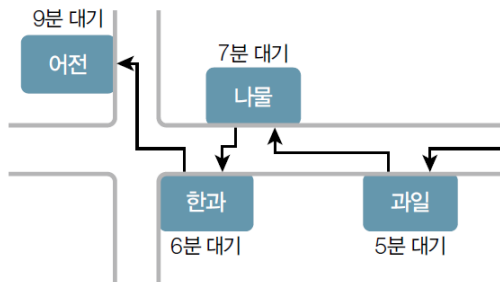 9분 대기
어전
7분 대기
나물
한과
6분 대기
과일
5분 대기